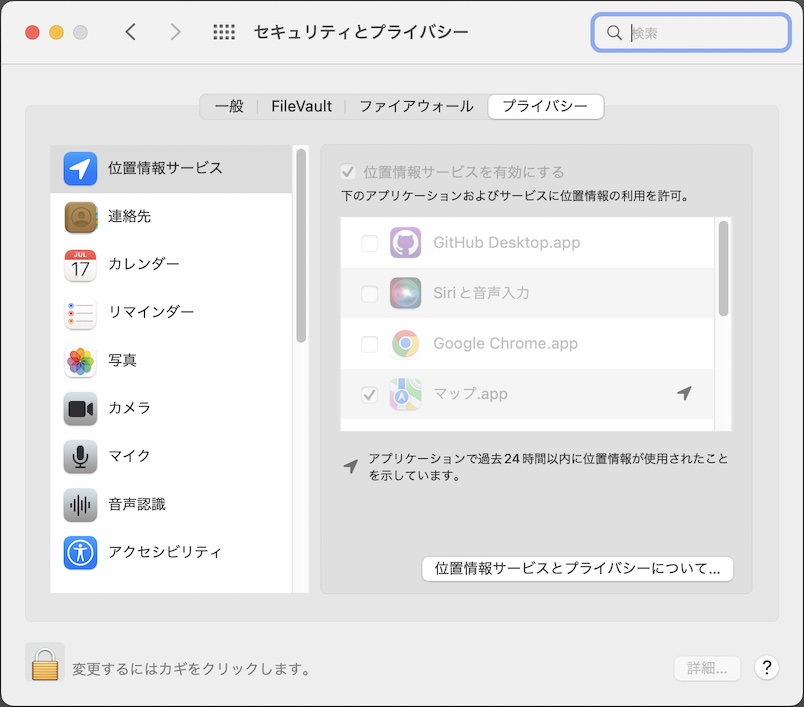 セキュリティとプライバシー
検索
一般
FileVault
ファイアウォール
プライバシー
位置情報サービス
連絡先
JUL
17
カレンダー
リマインダー
写真
カメラ
マイク
音声認識
アクセシビリティ
位置情報サービスを有効にする
下のアプリケーションおよびサービスに位置情報の利用を許可。
GitHub Desktop.app
Siri と音声入力
Google Chrome.app
マップ.app
アプリケーションで過去24時間以内に位置情報が使用されたこと
を示しています。
位置情報サービスとプライバシーについて...
変更するにはカギをクリックします。
詳細...
?